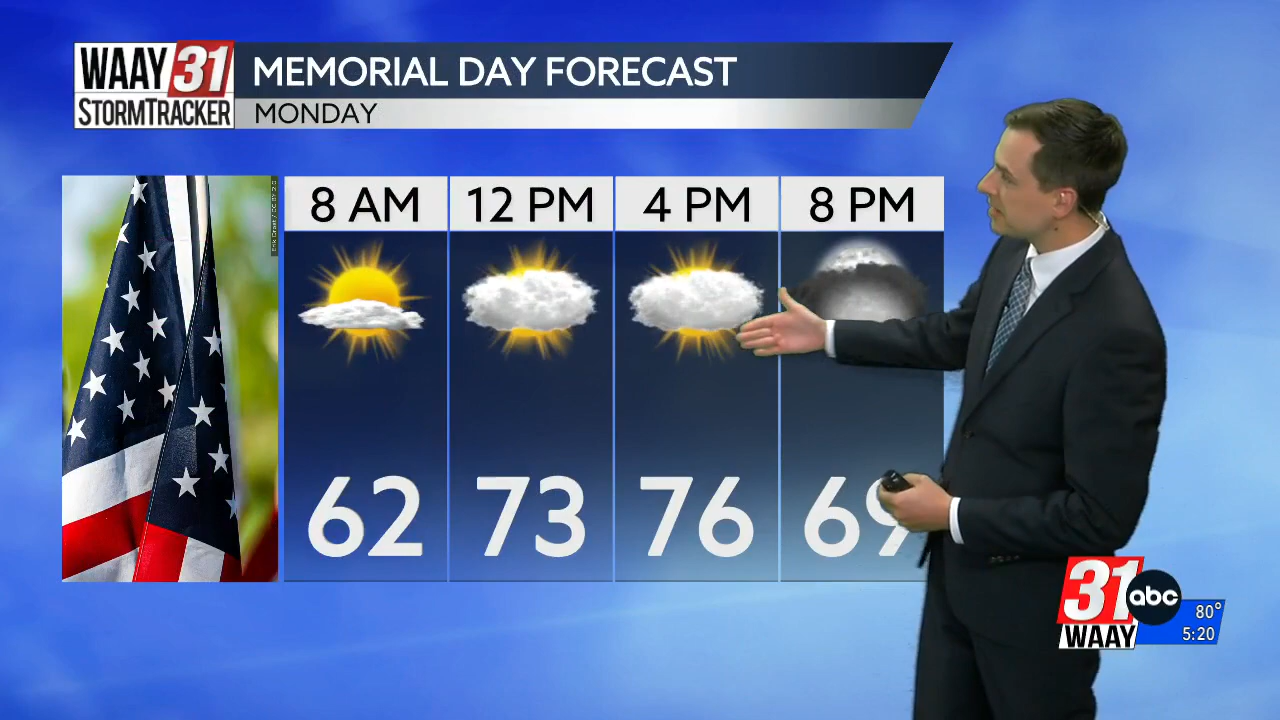 WAAY 31
STORMTRACKER
MEMORIAL DAY FORECAST
MONDAY
8 AM 12 PM 4 PM 8 PM
62 73 76 69
31 abc
WAAY
80°
5:20